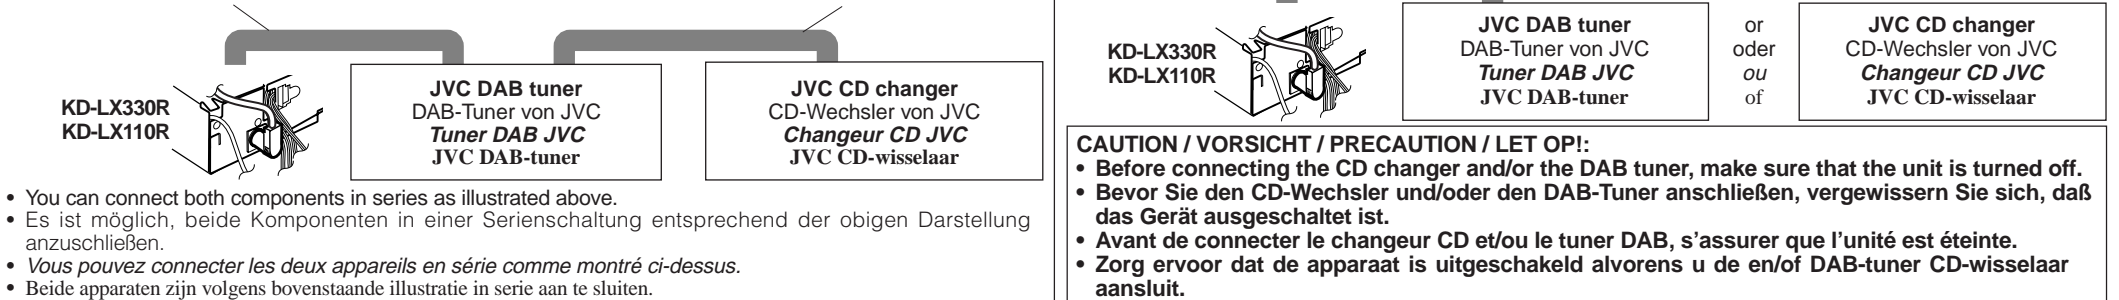 KD-LX330R
KD-LX110R
JVC DAB tuner
DAB-Tuner von JVC
Tuner DAB JVC
JVC DAB-tuner
JVC CD changer
CD-Wechsler von JVC
Changeur CD JVC
JVC CD-wisselaar
• You can connect both components in series as illustrated above.
• Es ist möglich, beide Komponenten in einer Serienschaltung entsprechend der obigen Darstellung
anzuschließen.
• Vous pouvez connecter les deux appareils en série comme montré ci-dessus.
• Beide apparaten zijn volgens bovenstaande illustratie in serie aan te sluiten.
KD-LX330R
KD-LX110R
JVC DAB tuner
DAB-Tuner von JVC
Tuner DAB JVC
JVC DAB-tuner
or
oder
ou
of
JVC CD changer
CD-Wechsler von JVC
Changeur CD JVC
JVC CD-wisselaar
CAUTION / VORSICHT / PRECAUTION / LET OP!:
• Before connecting the CD changer and/or the DAB tuner, make sure that the unit is turned off.
• Bevor Sie den CD-Wechsler und/oder den DAB-Tuner anschließen, vergewissern Sie sich, daß
das Gerät ausgeschaltet ist.
• Avant de connecter le changeur CD et/ou le tuner DAB, s’assurer que l’unité est éteinte.
• Zorg ervoor dat de apparaat is uitgeschakeld alvorens u de en/of DAB-tuner CD-wisselaar
aansluit.